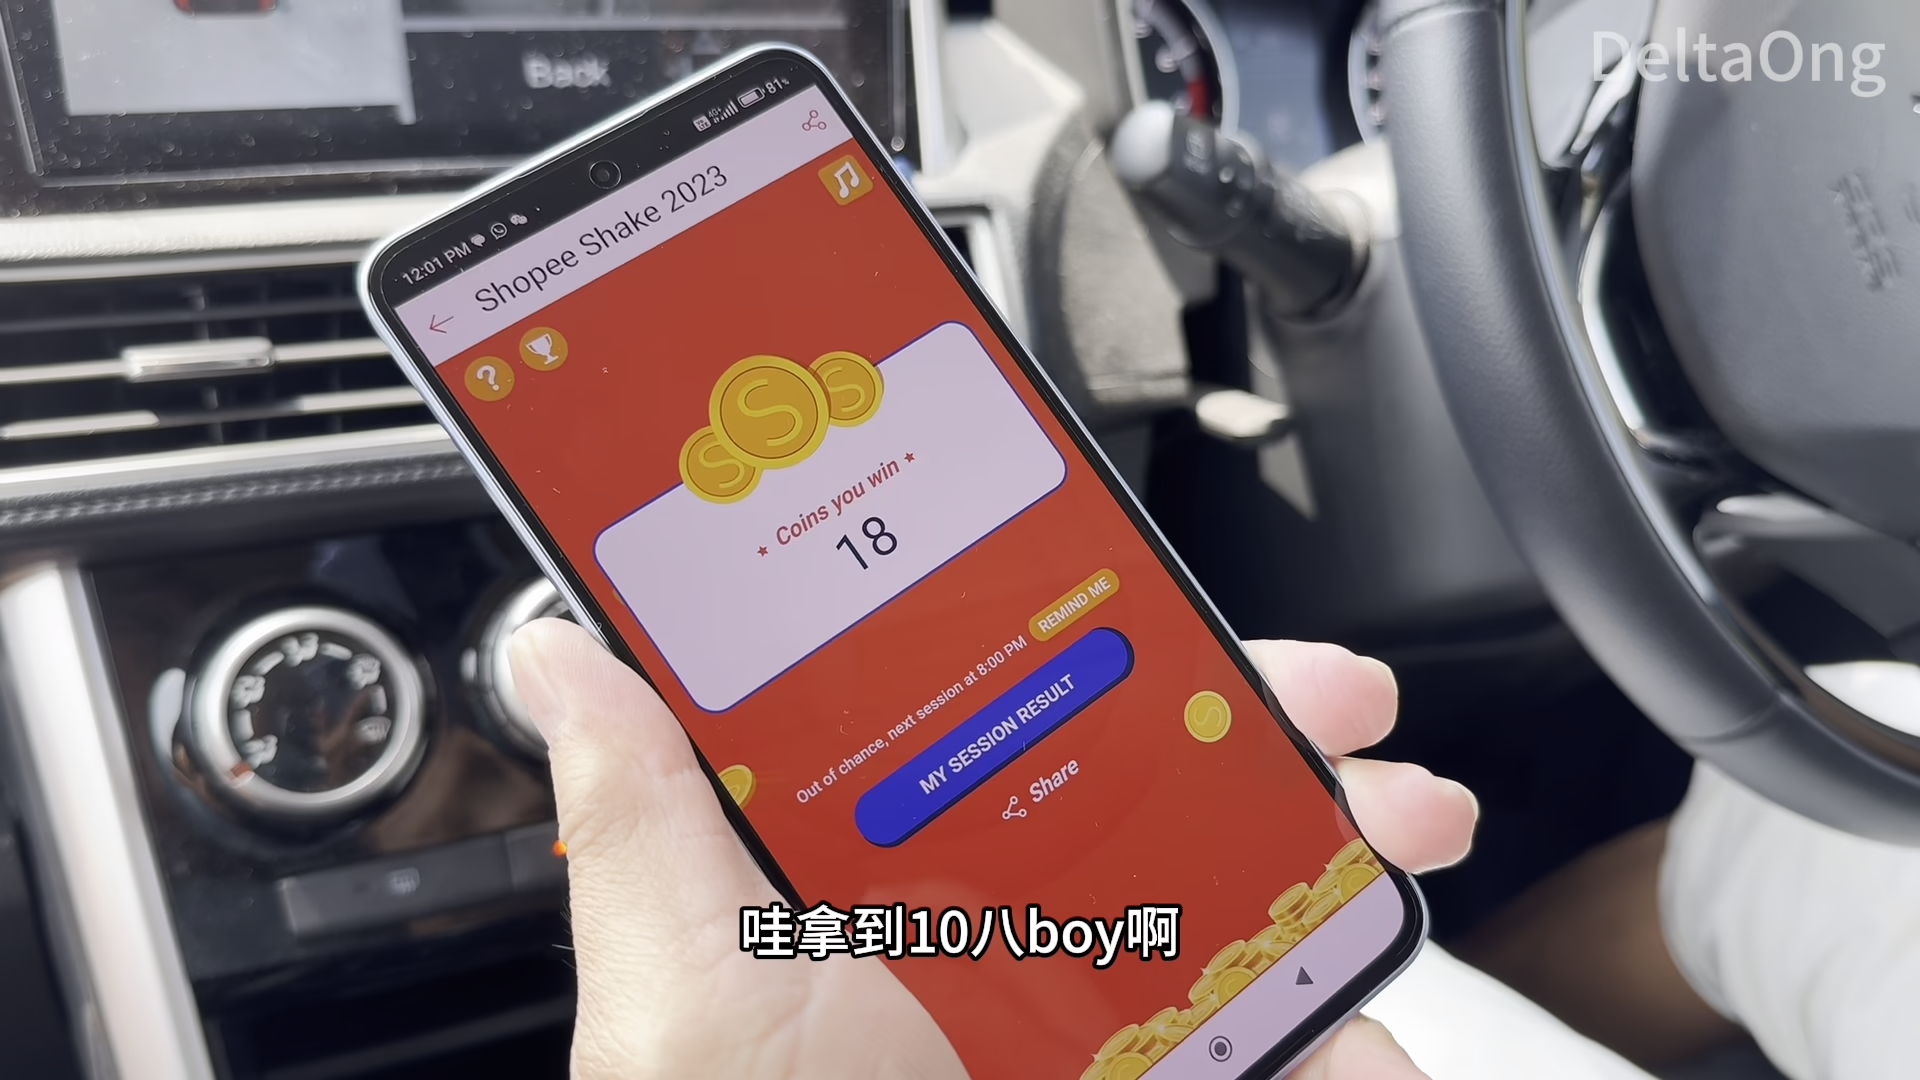 DeltaOng
Back
12:01 PM
81%
Shopee Shake 2023
Coins you win
18
Out of chance, next session at 8:00 PM
REMIND ME
MY SESSION RESULT
Share
哇拿到10八boy啊